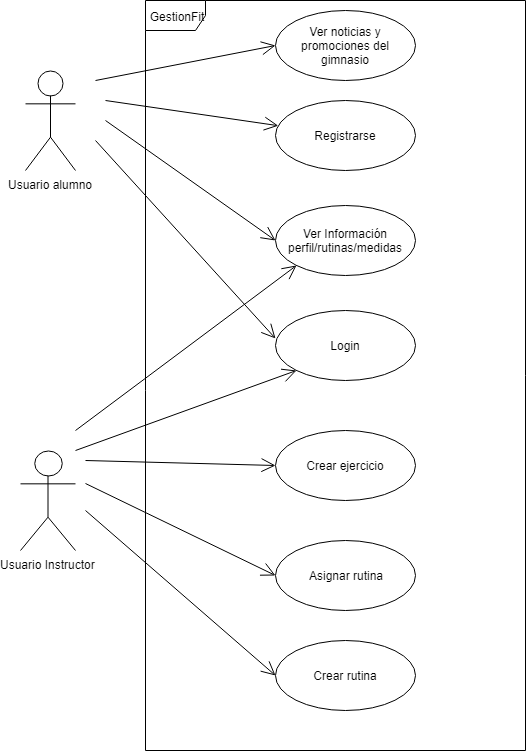 GestionFit
Ver noticias y
promociones del
gimnasio
Registrarse
Usuario alumno
Ver Información
perfil/rutinas/medidas
Login
Crear ejercicio
Usuario Instructor
Asignar rutina
Crear rutina